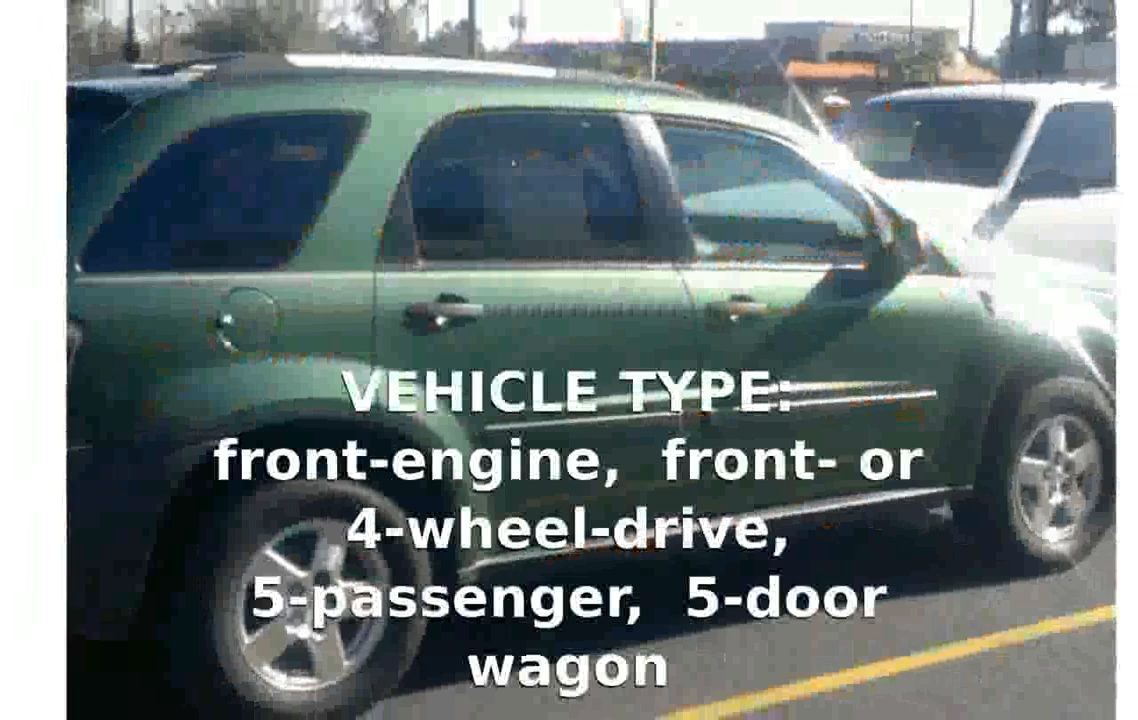 VEHICLE TYPE:
front-engine, front- or
4-wheel-drive,
5-passenger, 5-door
wagon